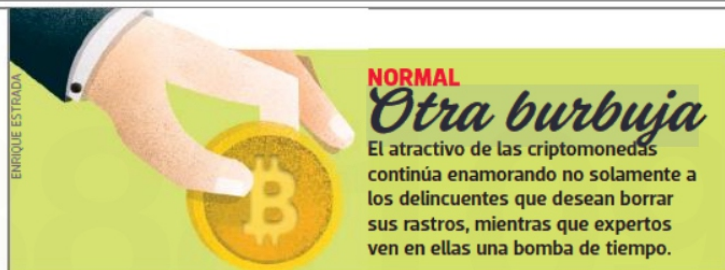 ENRIQUE ESTRADA
NORMAL
Otra burbuja
El atractivo de las criptomonedas
continúa enamorando no solamente a
los delincuentes que desean borrar
sus rastros, mientras que expertos
ven en ellas una bomba de tiempo.
B